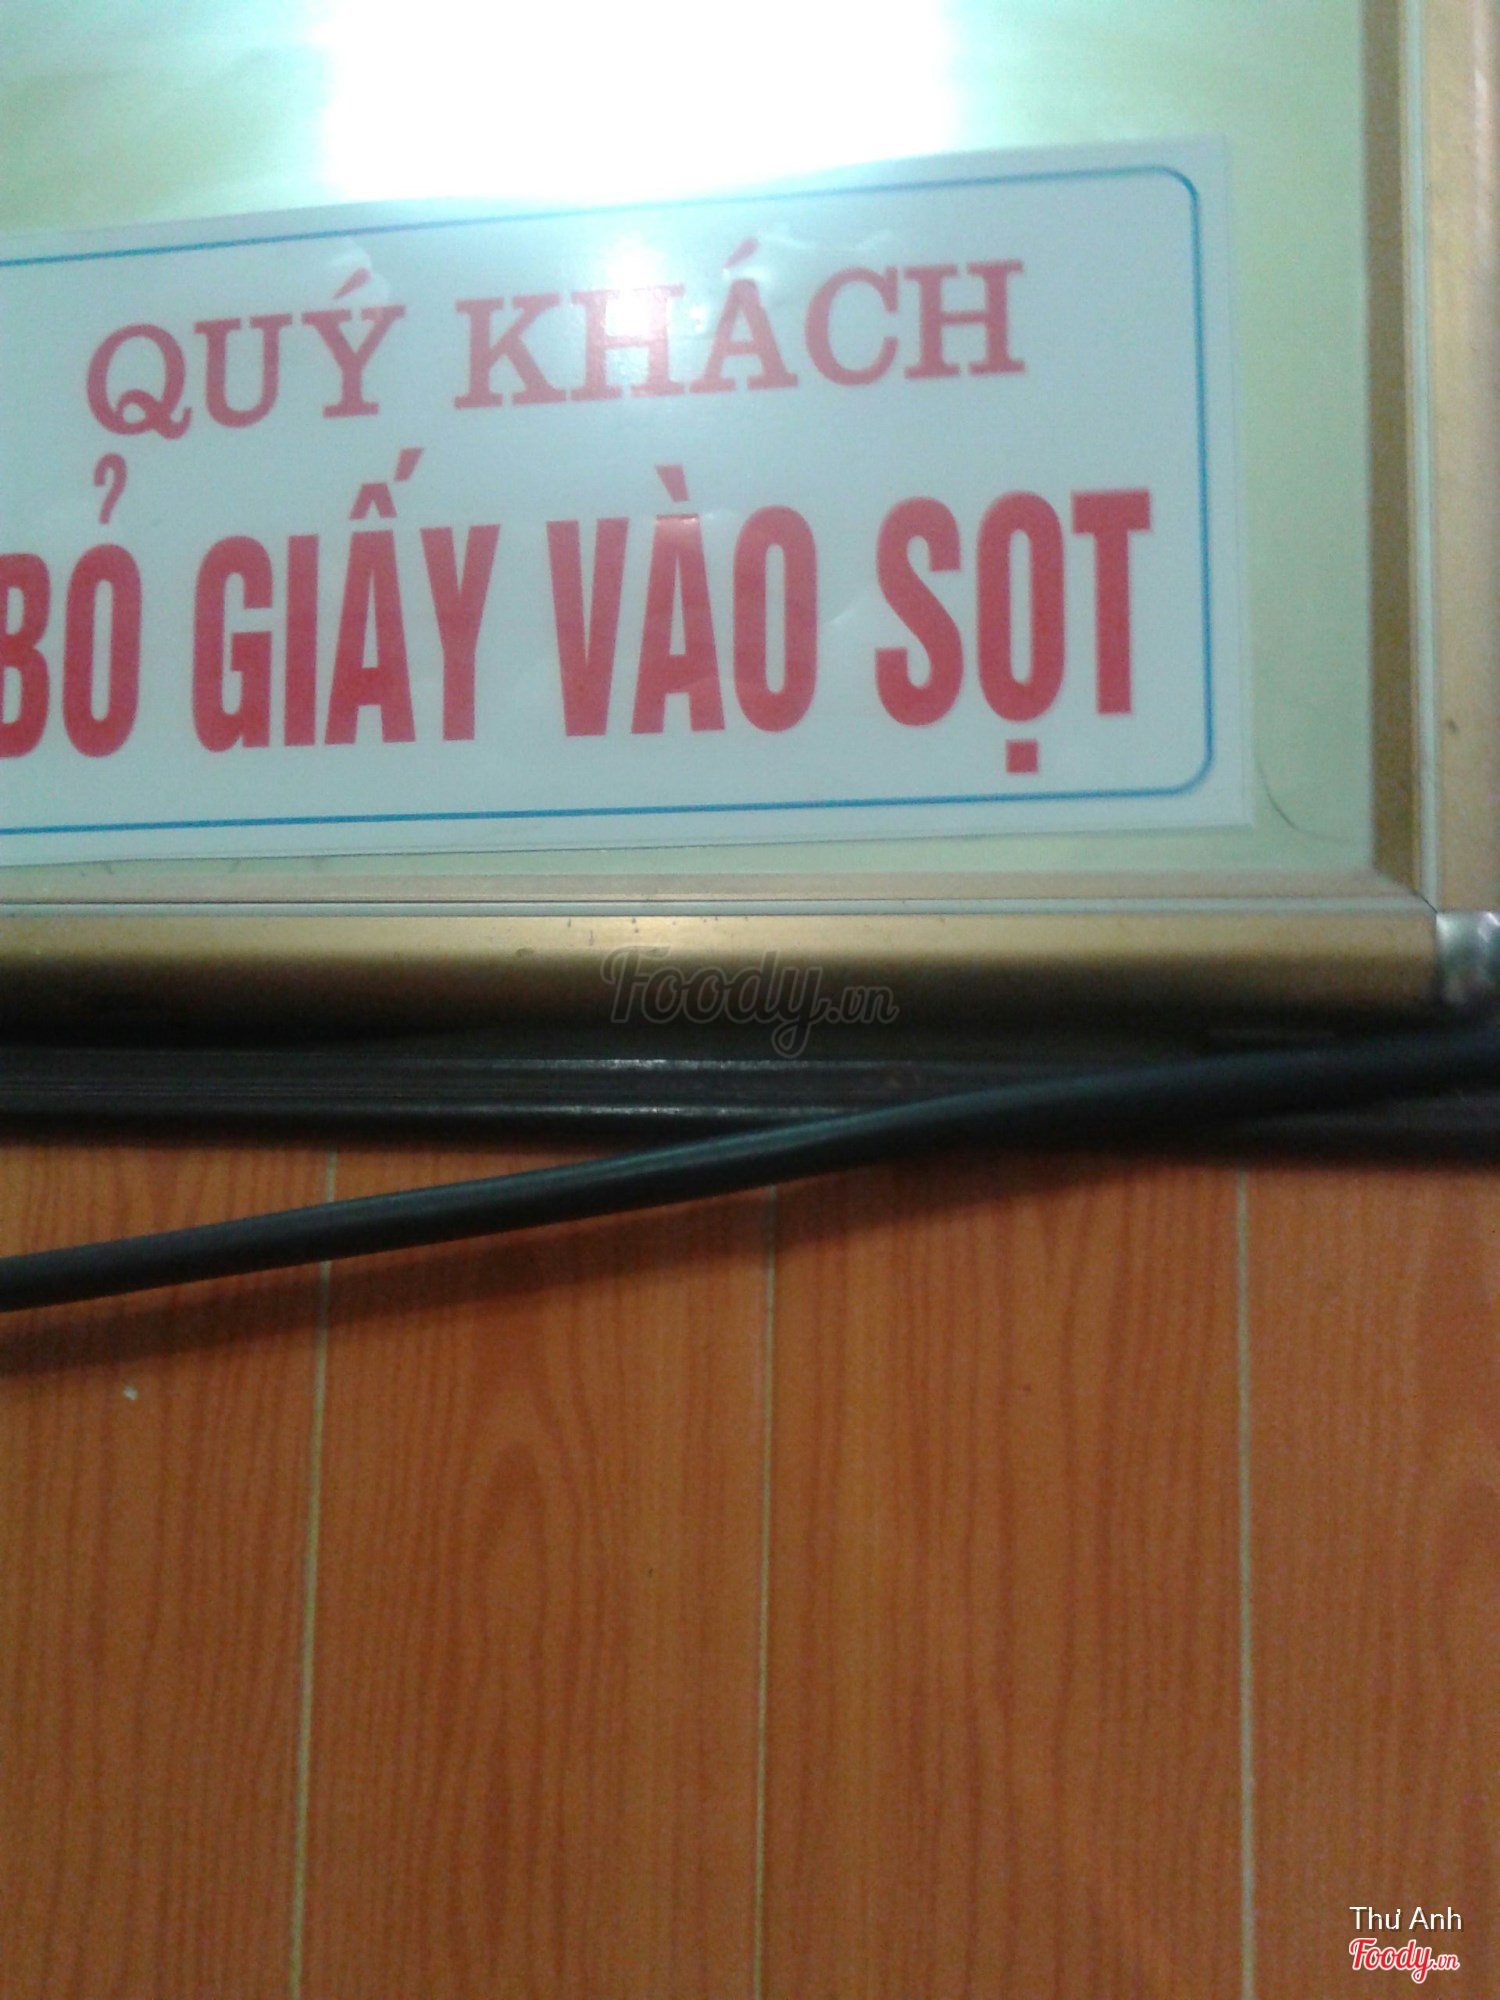 QUÝ KHÁCH
BỎ GIẤY VÀO SỌT
Foody.vn
Thư Anh
Foody.vn